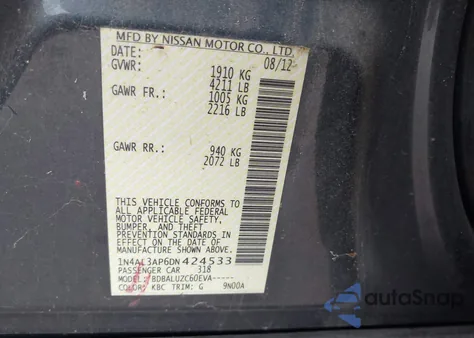 MFD BY NISSAN MOTOR CO., LTD.
DATE: 08/12
GVWR: 1910 KG
4211 LB
GAWR FR: 1005 KG
2216 LB
GAWR RR: 940 KG
2072 LB
THIS VEHICLE CONFORMS TO
ALL APPLICABLE FEDERAL
MOTOR VEHICLE SAFETY,
BUMPER, AND THEFT
PREVENTION STANDARDS
IN EFFECT ON THE DATE OF
MANUFACTURE SHOWN ABOVE.
1N4AL3AP6DN424533
PASSENGER CAR 318
MODEL: BDBALUZC60EVA-----
COLOR: KBC TRIM: G 9N00A
AutoSnap